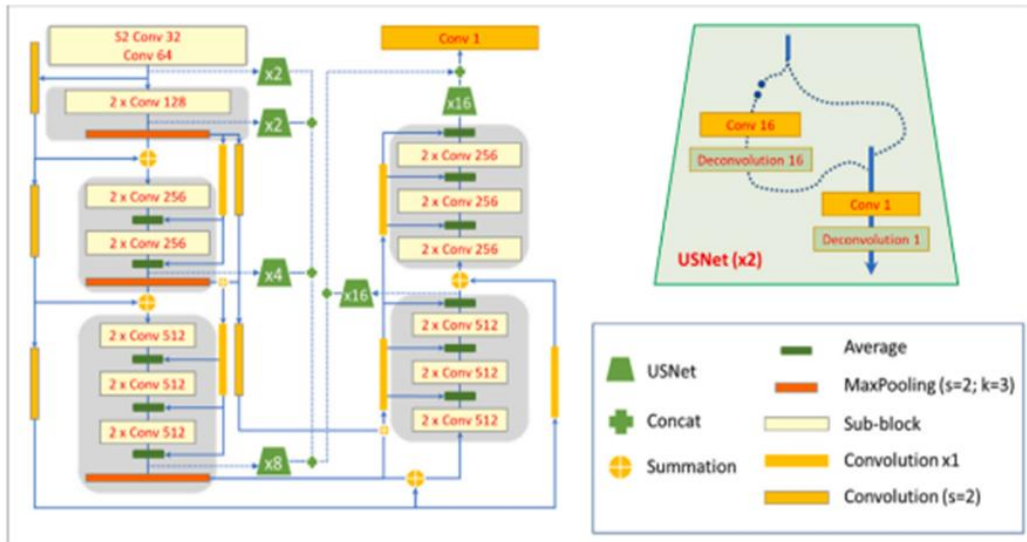 S2 Conv 32
Conv 64
x2
2 x Conv 128
x2
2 x Conv 256
2 x Conv 256
x4
2 x Conv 512
2 x Conv 512
2 x Conv 512
x8
Conv 1
x16
2 x Conv 256
2 x Conv 256
2 x Conv 256
x16
2 x Conv 512
2 x Conv 512
2 x Conv 512
Conv 16
Deconvolution 16
Conv 1
Deconvolution 1
USNet (x2)
USNet
Concat
Summation
Average
MaxPooling (s=2; k=3)
Sub-block
Convolution x1
Convolution (s=2)